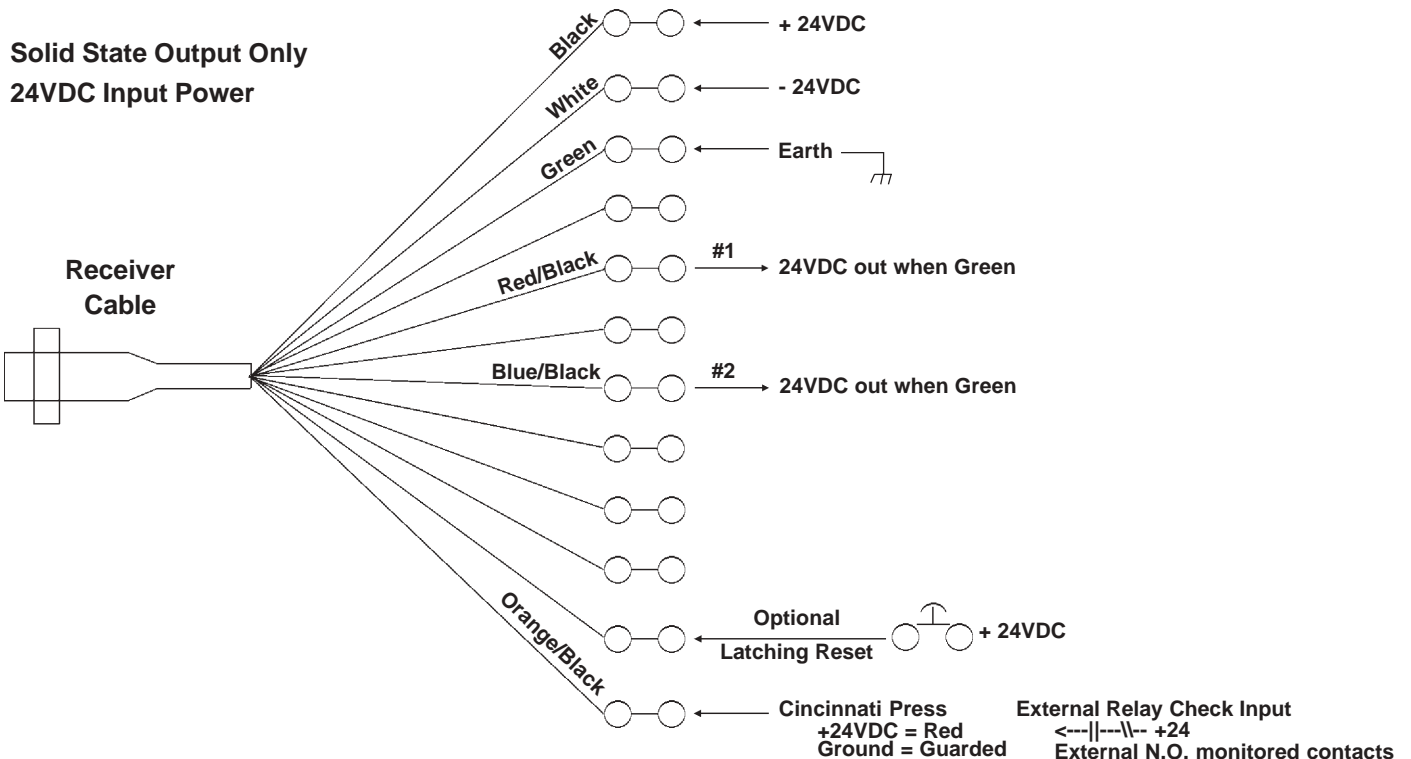 Solid State Output Only
24VDC Input Power
Black
+ 24VDC
White
- 24VDC
Green
Earth
Receiver
Cable
Red/Black
#1
24VDC out when Green
Blue/Black
#2
24VDC out when Green
Optional
Latching Reset
+ 24VDC
Orange/Black
Cincinnati Press
+24VDC = Red
Ground = Guarded
External Relay Check Input
<---||---\\-- +24
External N.O. monitored contacts